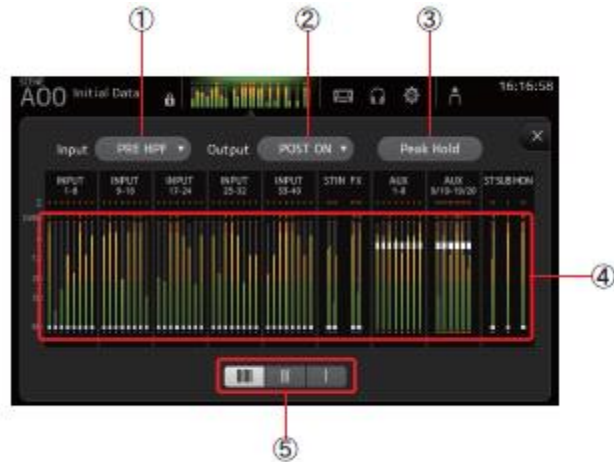 ① ② ③
SCENE
A00 Initial Data
16:16:58
Input PRE HPF Output POST ON Peak Hold
INPUT INPUT INPUT INPUT INPUT STIN FX AUX AUX ST SUB MON
1-8 9-16 17-24 25-32 33-40 1-8 9/10-19/20
④
⑤